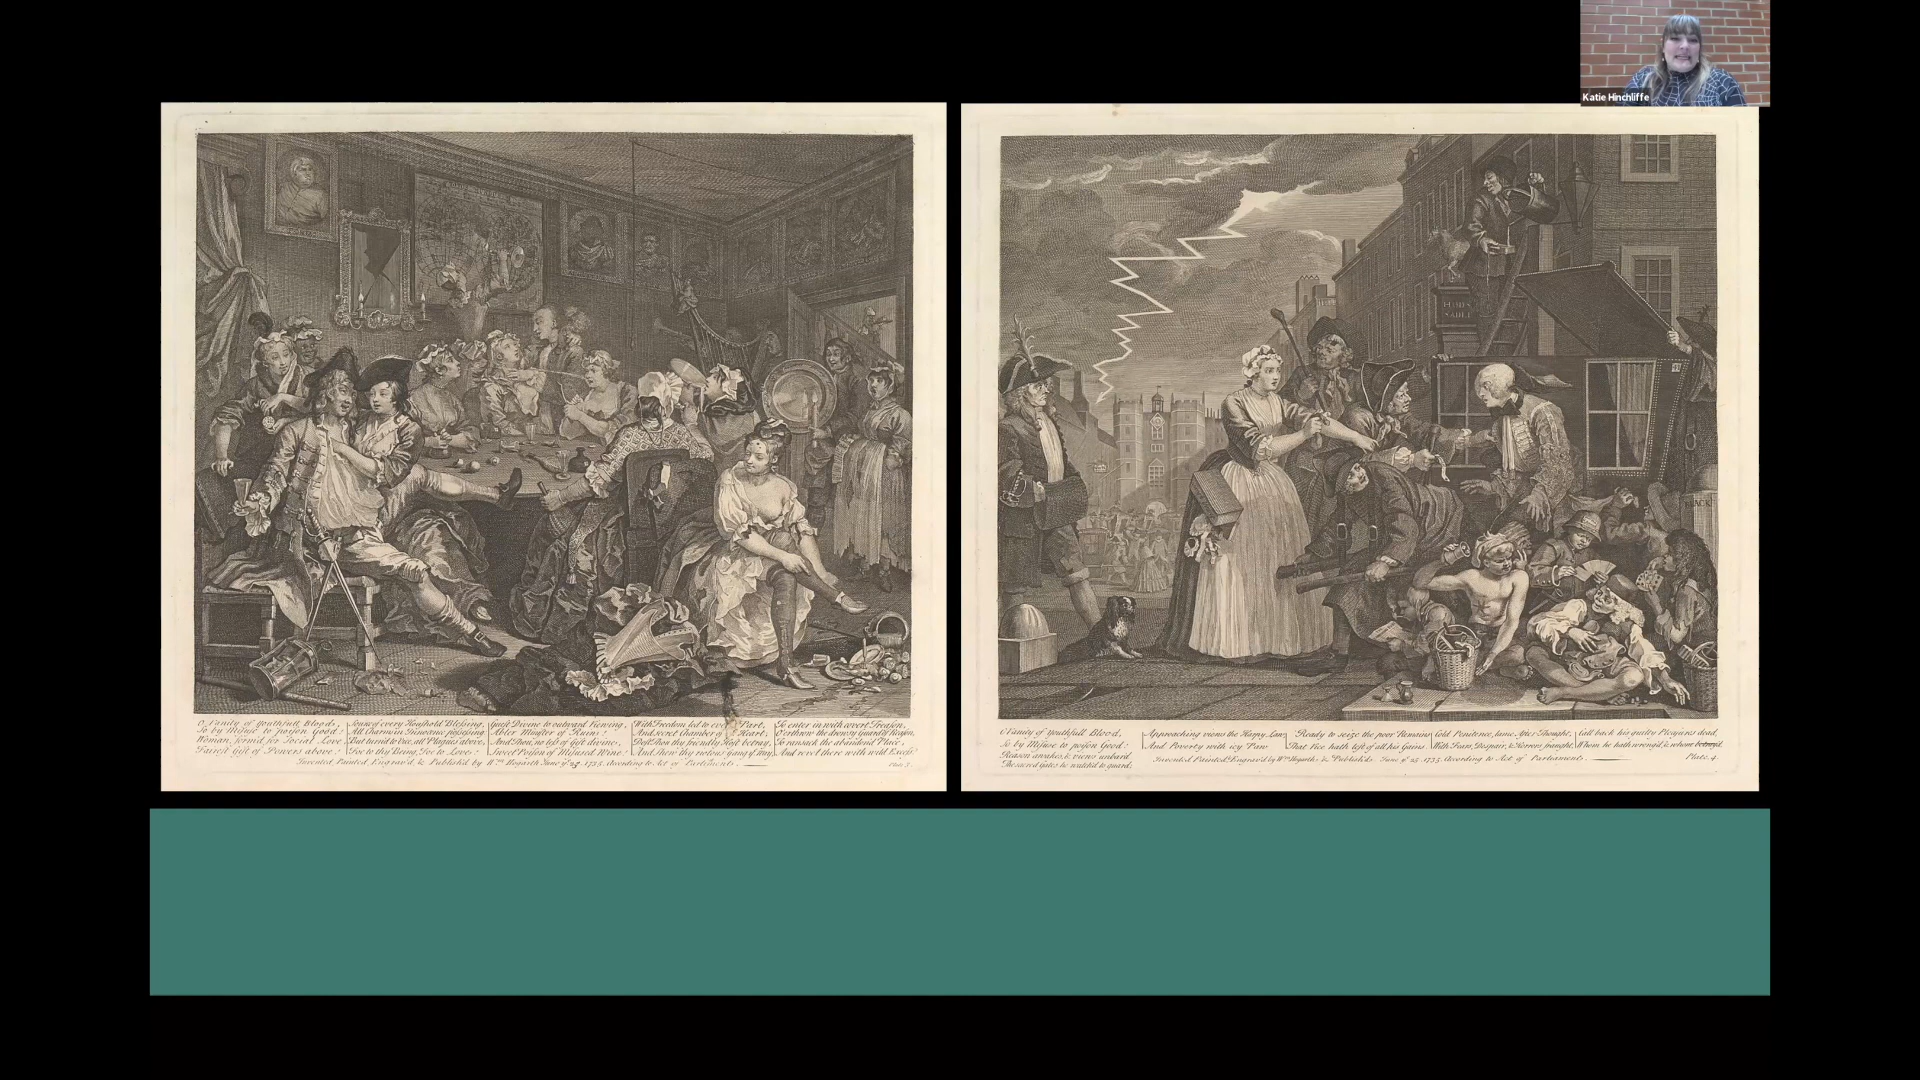 Katie Hinchliffe
HUDSON'S
SADLER
BLACK
O Vanity of Youthfull Blood,
So by Misuse to poison Good!
Woman, form'd for Social Love
Fairest Gift of Powers above!
Source of every Houshold Blessing,
All Charms in Innocence possessing:
But turn'd to Vice, all Plagues above,
Foe to thy Being, Foe to Love!
Guest Divine to outward Viewing,
Abler Minister of Ruin!
And Thou, no less of Gift divine,
Sweet Poison of Misused Wine!
With Freedom led to every Part,
And secret Chamber of Heart;
Dost Thou thy friendly Host betray,
And Shew thy riotous Gang y way,
To enter in with covert Treason,
O'erthrow the drowsy Guard of Reason,
To ransack the abandon'd Place,
And revel there with wild Excess?
Invented Painted, Engrav'd, & Publish'd by Wm. Hogarth June ye 25. 1735. According to Act of Parliament.
Plate 3.
O Vanity of Youthfull Blood,
So by Misuse to poison Good:
Reason awakes, & views unbarr'd
The sacred Gates he watch'd to guard;
Approaching views the Harpy, Law,
And Poverty with icy Paw
Ready to seize the poor Remains
That Vice hath left of all his Gains.
Cold Penitence, lame After-Thought,
With Fears, Despair, & Horrors fraught,
Call back his guilty Pleasures dead,
Whom he hath wrong'd, & whom betray'd.
Invented Painted Engrav'd by Wm. Hogarth: & Publish'd June ye 25. 1735. According to Act of Parliament.
Plate. 4.